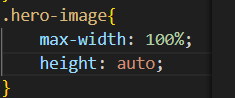 .hero-image{
    max-width: 100%;
    height: auto;
}